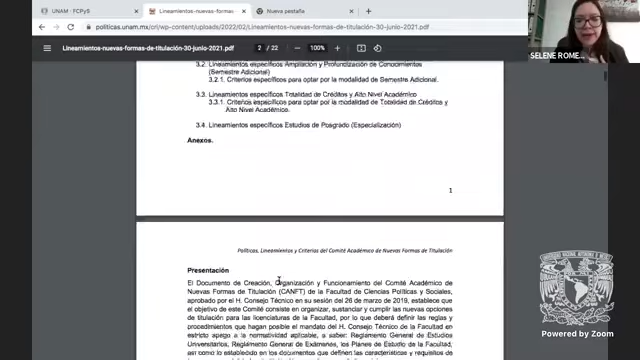 UNAM - FCPyS
Lineamientos-nuevas-formas-
Nueva pestaña
politicas.unam.mx/cri/wp-content/uploads/2022/02/Lineamientos-nuevas-formas-de-titulación-30-junio-2021.pdf
Lineamientos-nuevas-formas-de-titulación-30-junio-2021.pdf
2 / 22
100%
SELENE ROME...
3.2. Lineamientos específicos Ampliación y Profundización de Conocimientos
(Semestre Adicional)
3.2.1. Criterios específicos para optar por la modalidad de Semestre Adicional.
3.3. Lineamientos específicos Totalidad de Créditos y Alto Nivel Académico
3.3.1. Criterios específicos para optar por la modalidad de Totalidad de Créditos y
Alto Nivel Académico.
3.4. Lineamientos específicos Estudios de Posgrado (Especialización)
Anexos.
1
Políticas, Lineamientos y Criterios del Comité Académico de Nuevas Formas de Titulación
Presentación
El Documento de Creación, Organización y Funcionamiento del Comité Académico de
Nuevas Formas de Titulación (CANFT) de la Facultad de Ciencias Políticas y Sociales,
aprobado por el H. Consejo Técnico en su sesión del 26 de marzo de 2019, establece que
el objetivo de este Comité consiste en organizar, sustanciar y cumplir las nuevas opciones
de titulación para las licenciaturas de la Facultad, por lo que deberá definir las reglas y
procedimientos que hagan posible el mandato del H. Consejo Técnico de la Facultad en
estricto apego a la normatividad aplicable, a saber: Reglamento General de Estudios
Universitarios, Reglamento General de Exámenes, los Planes de Estudio de la Facultad,
así como lo establecido en los documentos que definen las características y requisitos de
Powered by Zoom